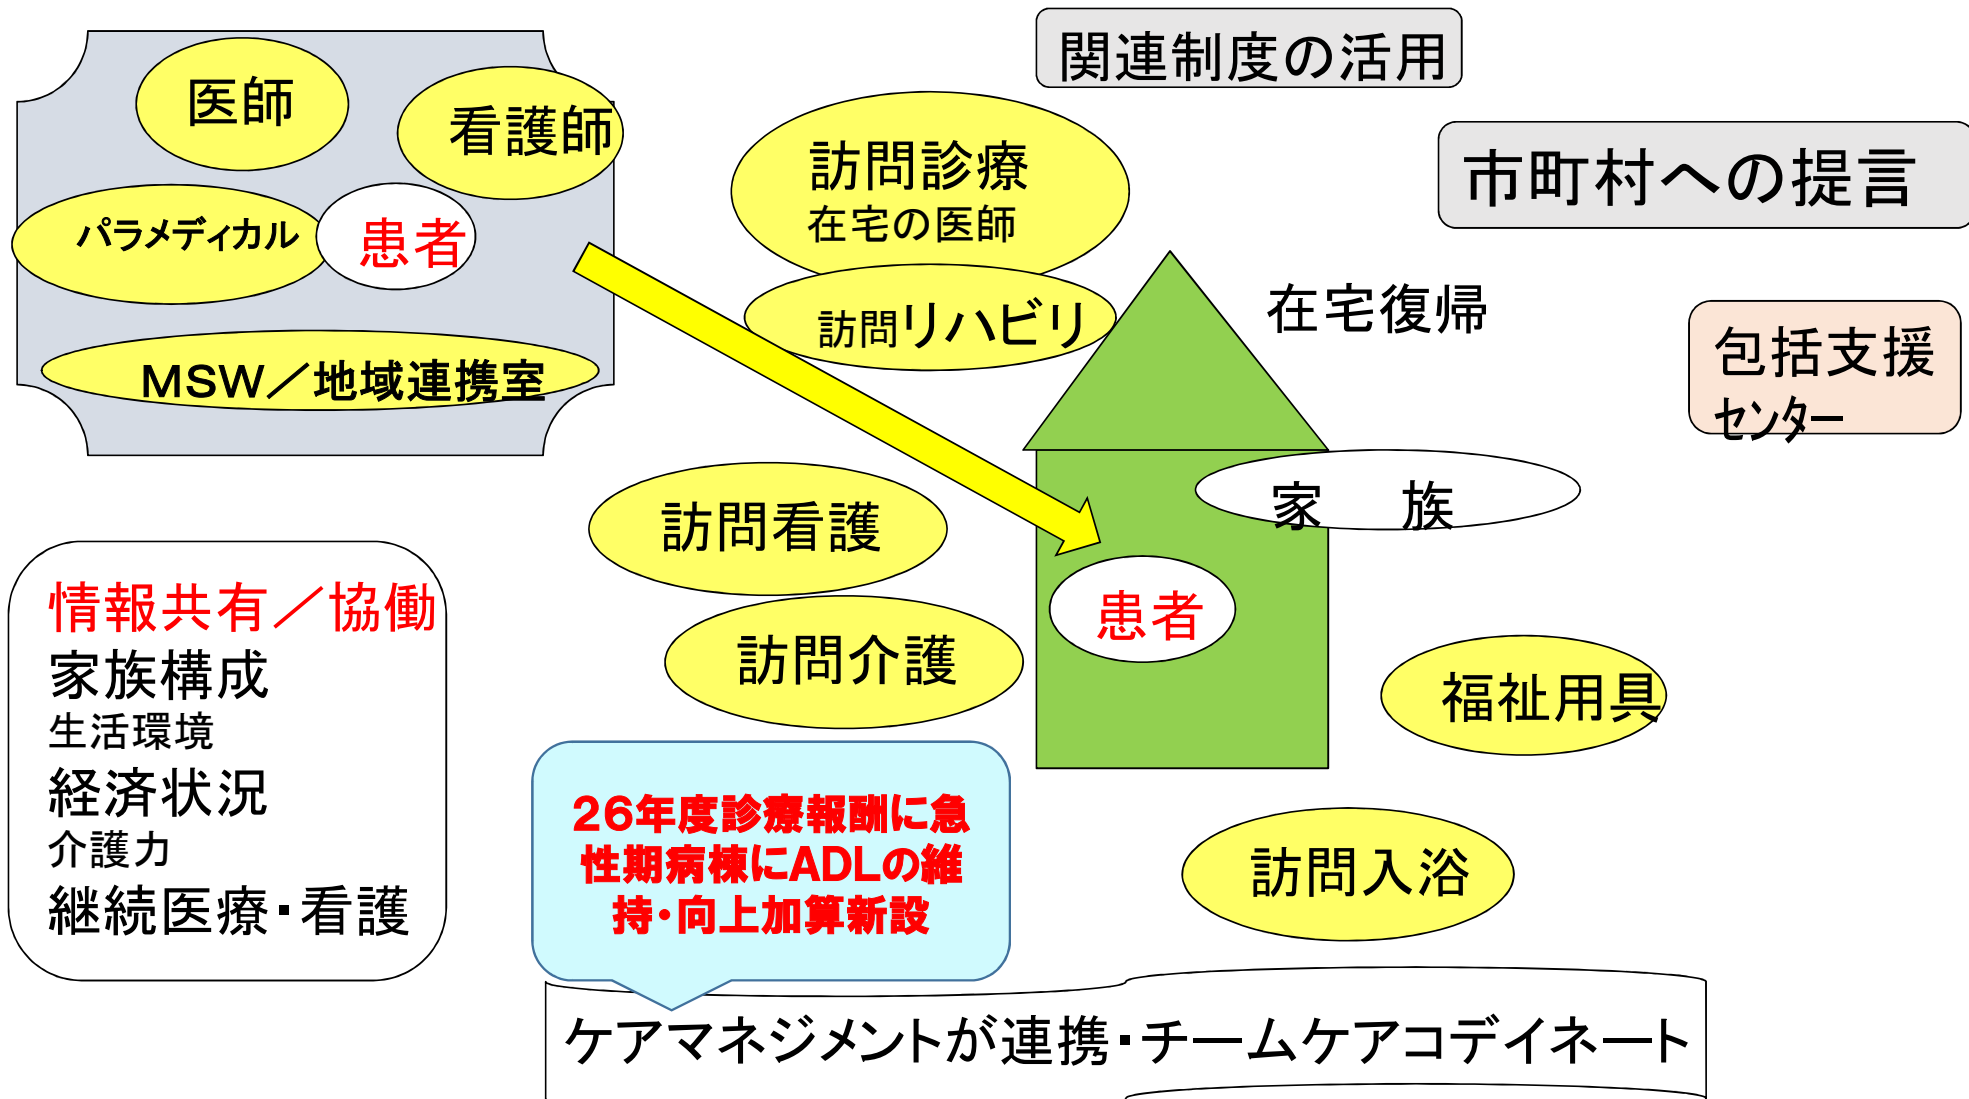 関連制度の活用
医師
看護師
訪問診療
在宅の医師
市町村への提言
パラメディカル
患者
訪問リハビリ
在宅復帰
包括支援
センター
MSW／地域連携室
家　族
訪問看護
患者
訪問介護
福祉用具
情報共有／協働
家族構成
生活環境
経済状況
介護力
継続医療・看護
26年度診療報酬に急
性期病棟にADLの維
持・向上加算新設
訪問入浴
ケアマネジメントが連携・チームケアコデイネート